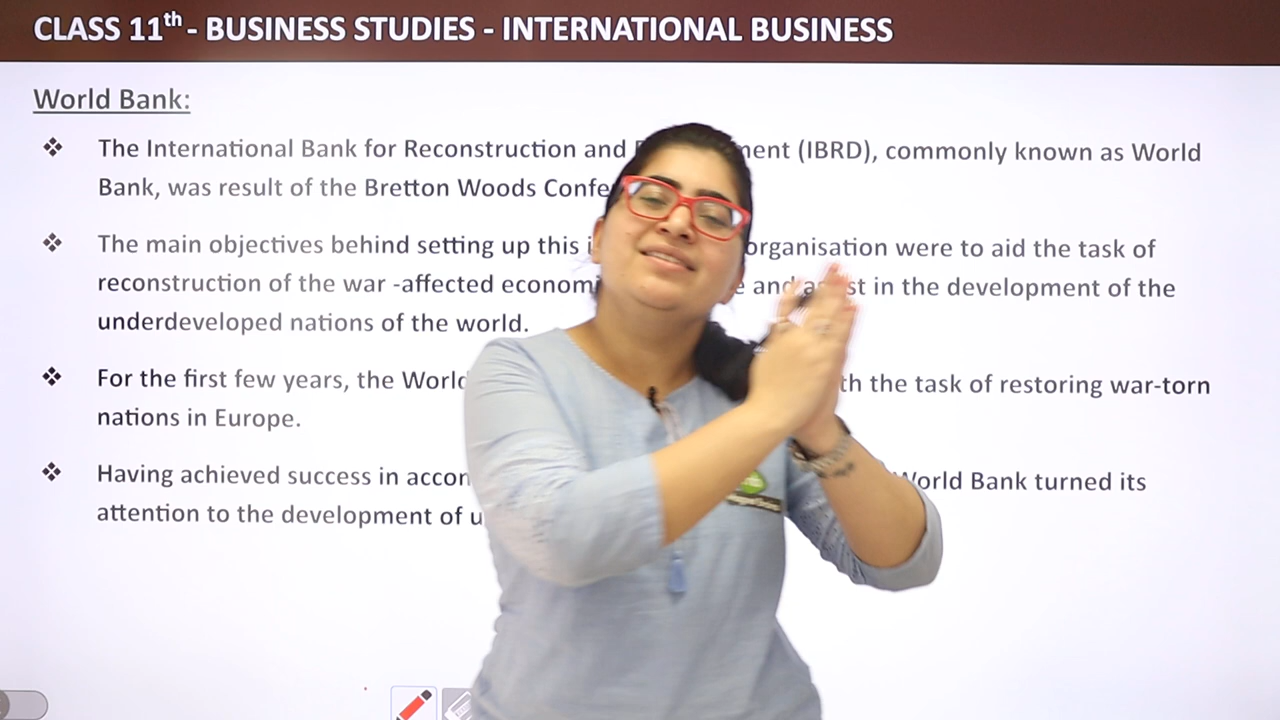 CLASS 11th - BUSINESS STUDIES - INTERNATIONAL BUSINESS
World Bank:
❖ The International Bank for Reconstruction and ment (IBRD), commonly known as World
Bank, was result of the Bretton Woods Confe
❖ The main objectives behind setting up this organisation were to aid the task of
reconstruction of the war -affected economi and assist in the development of the
underdeveloped nations of the world.
❖ For the first few years, the World the task of restoring war-torn
nations in Europe.
❖ Having achieved success in accom World Bank turned its
attention to the development of